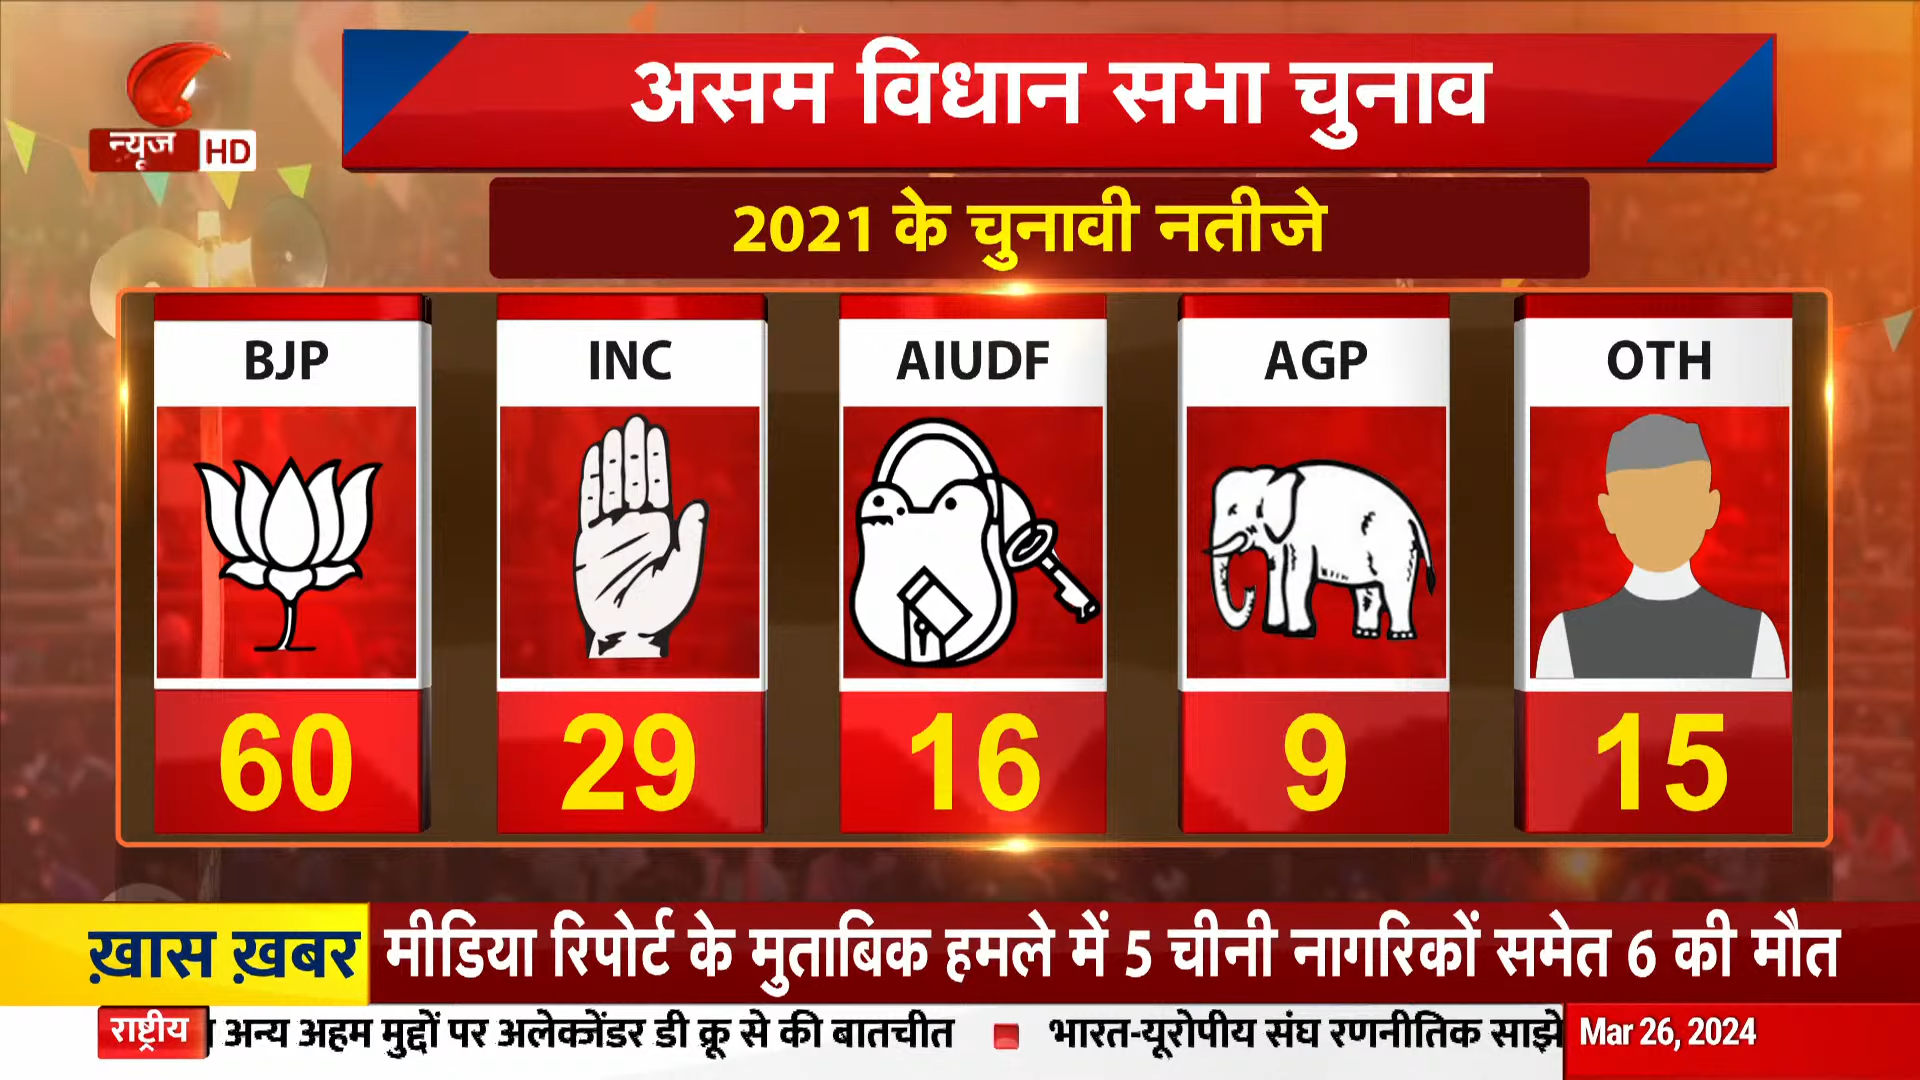 न्यूज HD
असम विधान सभा चुनाव
2021 के चुनावी नतीजे
BJP INC AIUDF AGP OTH
60 29 16 9 15
ख़ास ख़बर मीडिया रिपोर्ट के मुताबिक हमले में 5 चीनी नागरिकों समेत 6 की मौत
राष्ट्रीय अन्य अहम मुद्दों पर अलेक्जेंडर डी क्रू से की बातचीत भारत-यूरोपीय संघ रणनीतिक साझे Mar 26, 2024